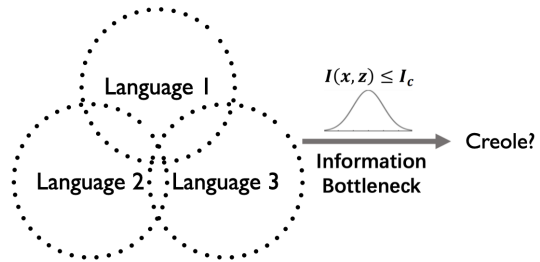 Language 1
Language 2
Language 3
I(x, z) ≤ I_c
Information
Bottleneck
Creole?